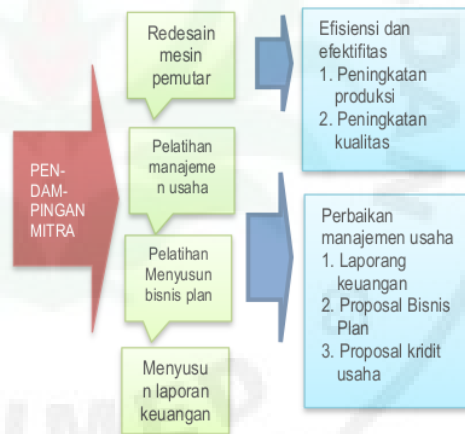 PEN-
DAM-
PINGAN
MITRA
Redesain
mesin
pemutar
Pelatihan
manajeme
n usaha
Pelatihan
Menyusun
bisnis plan
Menyusu
n laporan
keuangan
Efisiensi dan
efektifitas
1. Peningkatan
produksi
2. Peningkatan
kualitas
Perbaikan
manajemen usaha
1. Laporang
keuangan
2. Proposal Bisnis
Plan
3. Proposal kridit
usaha